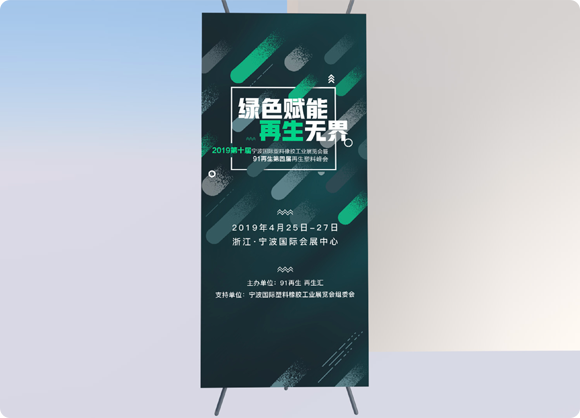 绿色赋能
再生无界
2019第十届宁波国际塑料橡胶工业展览会暨
91再生第四届再生塑料峰会
2019年4月25日-27日
浙江·宁波国际会展中心
主办单位：91再生 再生汇
支持单位：宁波国际塑料橡胶工业展览会组委会